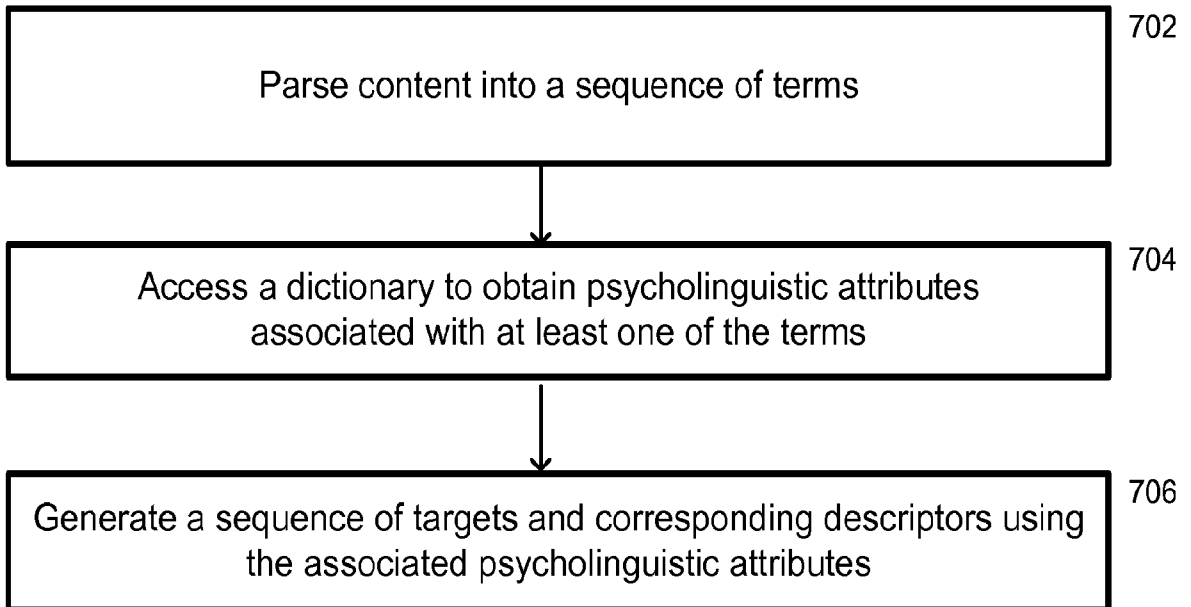 702
Parse content into a sequence of terms
704
Access a dictionary to obtain psycholinguistic attributes
associated with at least one of the terms
706
Generate a sequence of targets and corresponding descriptors using
the associated psycholinguistic attributes